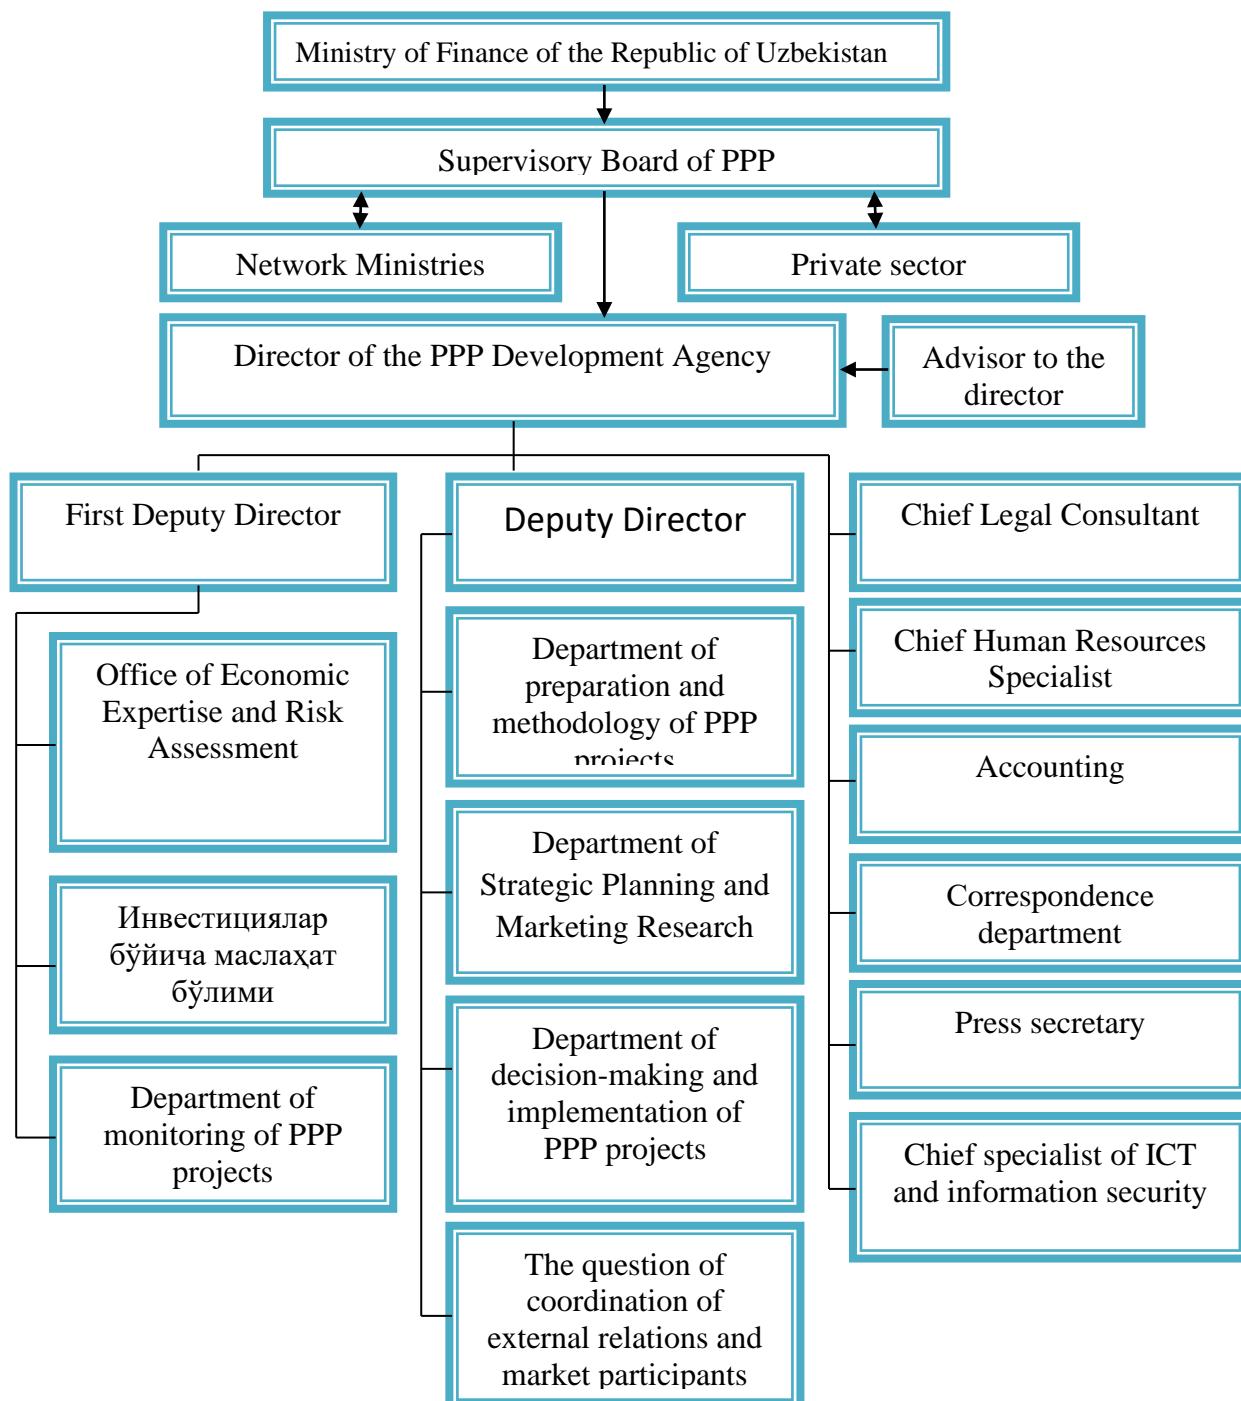 Ministry of Finance of the Republic of Uzbekistan
Supervisory Board of PPP
Network Ministries
Private sector
Director of the PPP Development Agency
Advisor to the
director
First Deputy Director
Deputy Director
Chief Legal Consultant
Office of Economic
Expertise and Risk
Assessment
Инвестициялар
бўйича маслаҳат
бўлими
Department of
monitoring of PPP
projects
Department of
preparation and
methodology of PPP
projects
Department of
Strategic Planning and
Marketing Research
Department of
decision-making and
implementation of
PPP projects
The question of
coordination of
external relations and
market participants
Chief Human Resources
Specialist
Accounting
Correspondence
department
Press secretary
Chief specialist of ICT
and information security